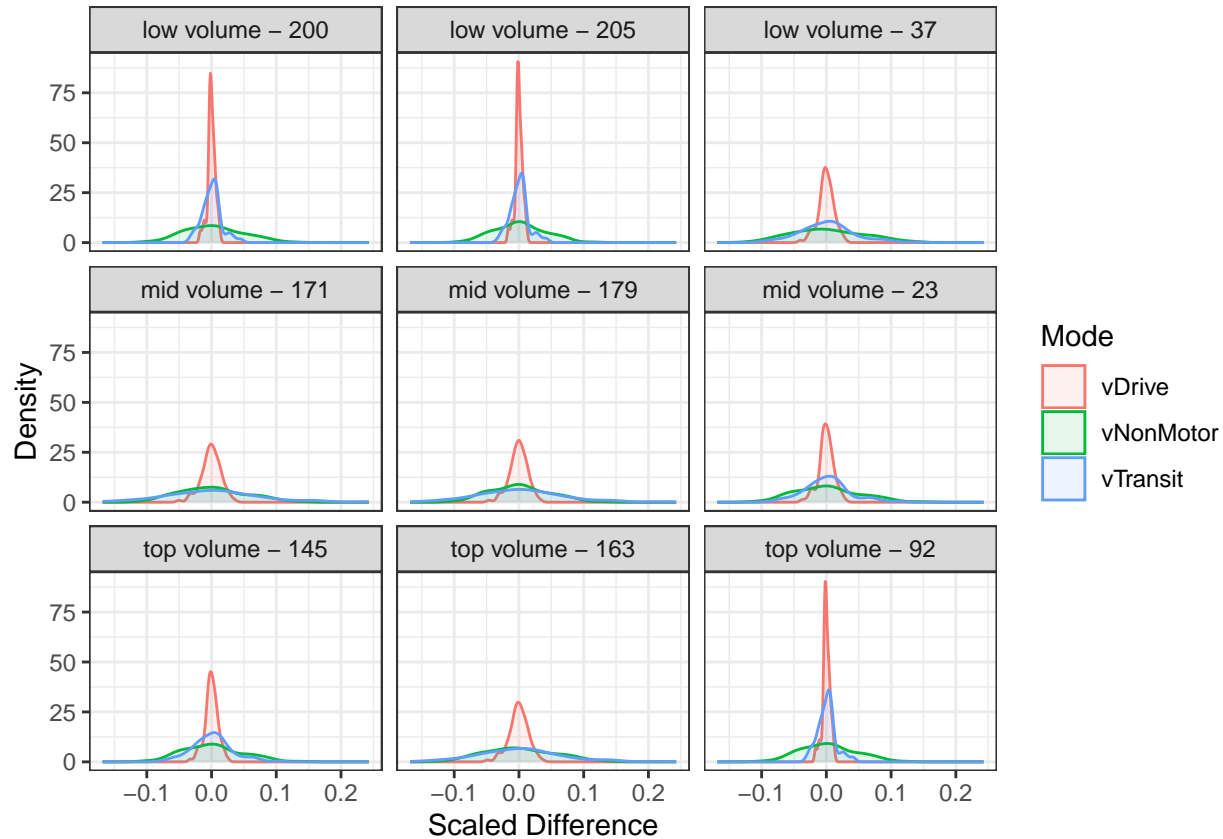 low volume − 200
low volume − 205
low volume − 37
75
50
25
0
mid volume − 171
mid volume − 179
mid volume − 23
75
50
25
0
top volume − 145
top volume − 163
top volume − 92
75
50
25
0
−0.1 0.0 0.1 0.2
−0.1 0.0 0.1 0.2
−0.1 0.0 0.1 0.2
Scaled Difference
Density
Mode
vDrive
vNonMotor
vTransit